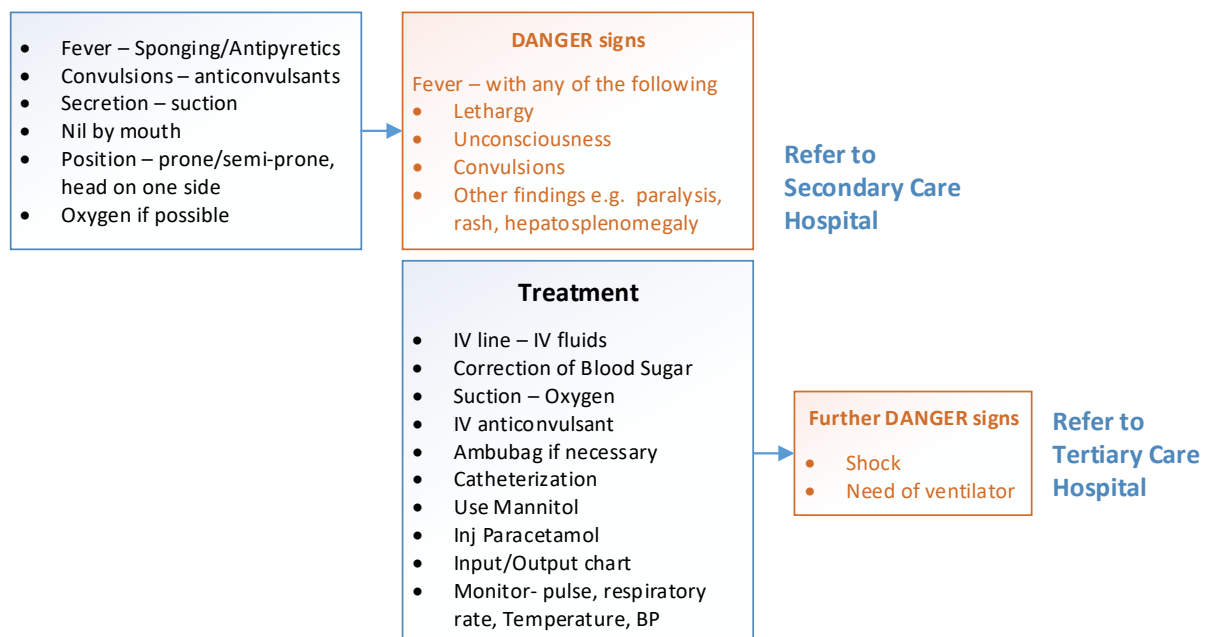 • Fever – Sponging/Antipyretics
• Convulsions – anticonvulsants
• Secretion – suction
• Nil by mouth
• Position – prone/semi-prone,
head on one side
• Oxygen if possible
DANGER signs
Fever – with any of the following
• Lethargy
• Unconsciousness
• Convulsions
• Other findings e.g. paralysis,
rash, hepatosplenomegaly
Refer to
Secondary Care
Hospital
Treatment
• IV line – IV fluids
• Correction of Blood Sugar
• Suction – Oxygen
• IV anticonvulsant
• Ambubag if necessary
• Catheterization
• Use Mannitol
• Inj Paracetamol
• Input/Output chart
• Monitor- pulse, respiratory
rate, Temperature, BP
Further DANGER signs
• Shock
• Need of ventilator
Refer to
Tertiary Care
Hospital